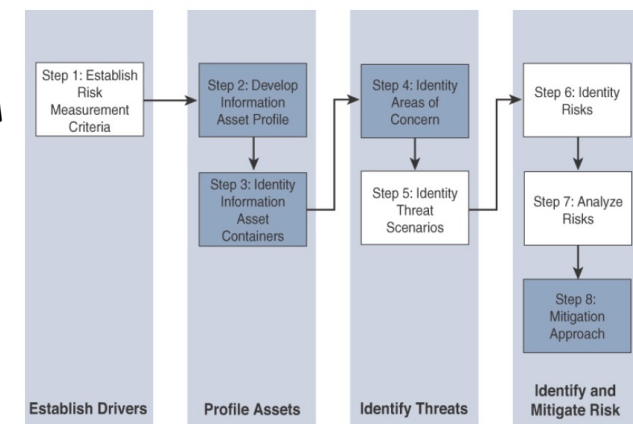 Step 1: Establish
Risk
Measurement
Criteria
Step 2: Develop
Information
Asset Profile
Step 3: Identity
Information
Asset
Containers
Step 4: Identity
Areas of
Concern
Step 5: Identity
Threat
Scenarios
Step 6: Identity
Risks
Step 7: Analyze
Risks
Step 8:
Mitigation
Approach
Establish Drivers
Profile Assets
Identify Threats
Identify and
Mitigate Risk